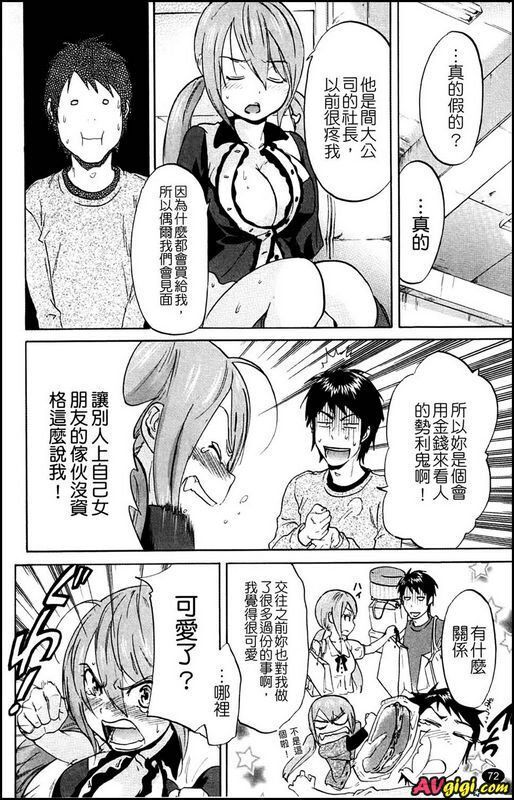 …真的假的？
…真的
他是間大公
司的社長，
以前很疼我
因為什麼都會買給我，
所以偶爾我們會見面
所以妳是個會
用金錢來看人
的勢利鬼啊！
讓別人上自己女
朋友的傢伙沒資
格這麼說我！
有什麼
關係
交往之前妳也對我做
了很多過份的事啊，
我覺得很可愛
不是這
個啦！
…哪裡
可愛了？
72
AVgigi.com